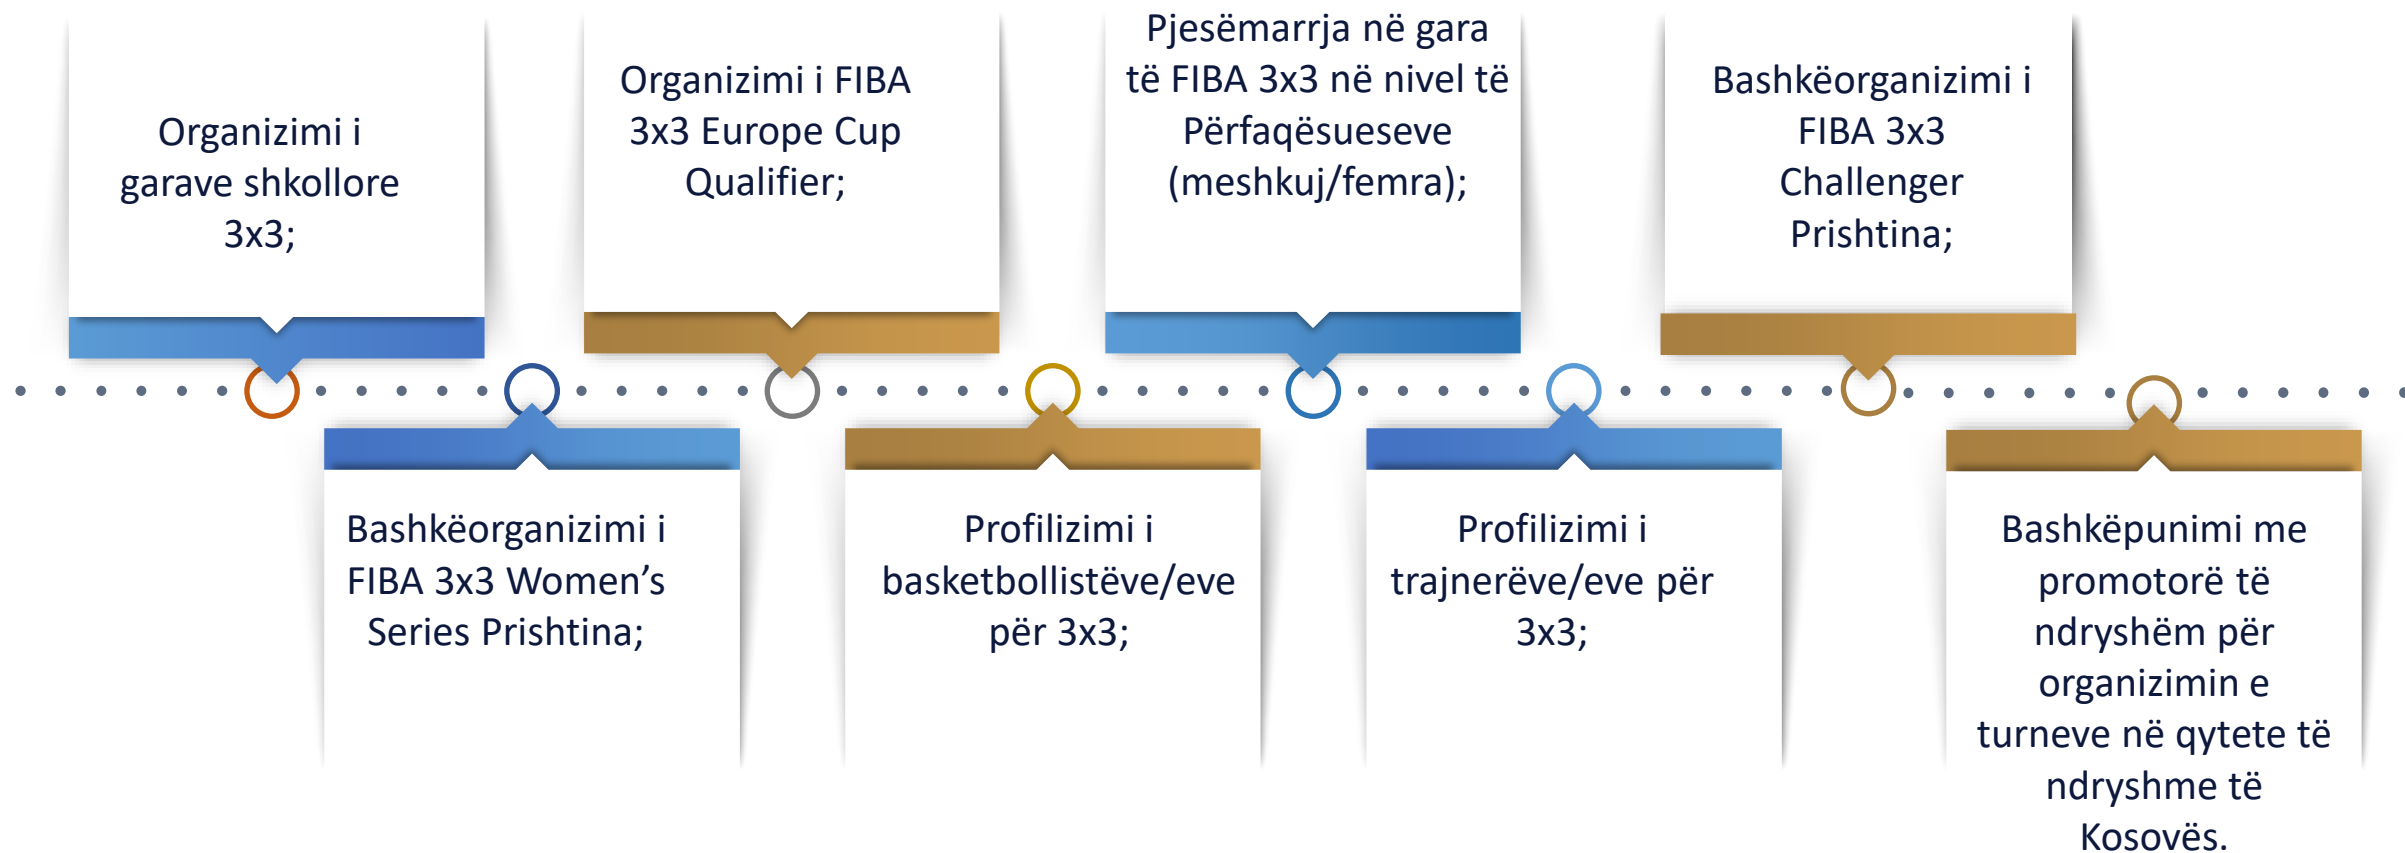 Organizimi i
garave shkollore
3x3;
Bashkëorganizimi i
FIBA 3x3 Women’s
Series Prishtina;
Organizimi i FIBA
3x3 Europe Cup
Qualifier;
Profilizimi i
basketbollistëve/eve
për 3x3;
Pjesëmarrja në gara
të FIBA 3x3 në nivel të
Përfaqësueseve
(meshkuj/femra);
Profilizimi i
trajnerëve/eve për
3x3;
Bashkëorganizimi i
FIBA 3x3
Challenger
Prishtina;
Bashkëpunimi me
promotorë të
ndryshëm për
organizimin e
turneve në qytete të
ndryshme të
Kosovës.